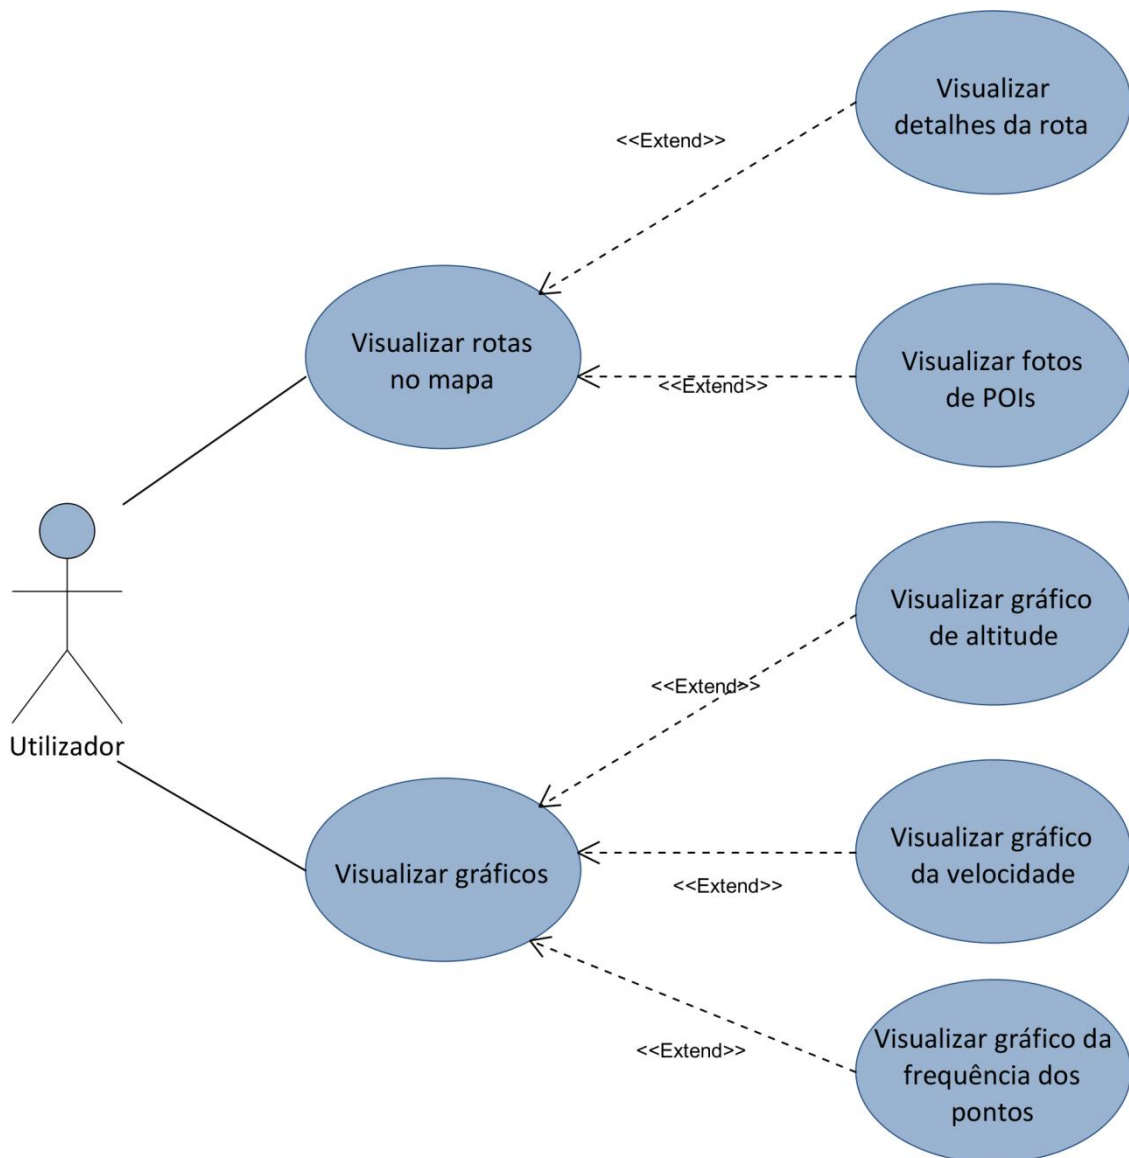 Visualizar
detalhes da rota
<<Extend>>
Visualizar rotas
no mapa
<<Extend>>
Visualizar fotos
de POIs
Utilizador
Visualizar gráfico
de altitude
<<Extend>>
Visualizar gráficos
<<Extend>>
Visualizar gráfico
da velocidade
<<Extend>>
Visualizar gráfico da
frequência dos
pontos